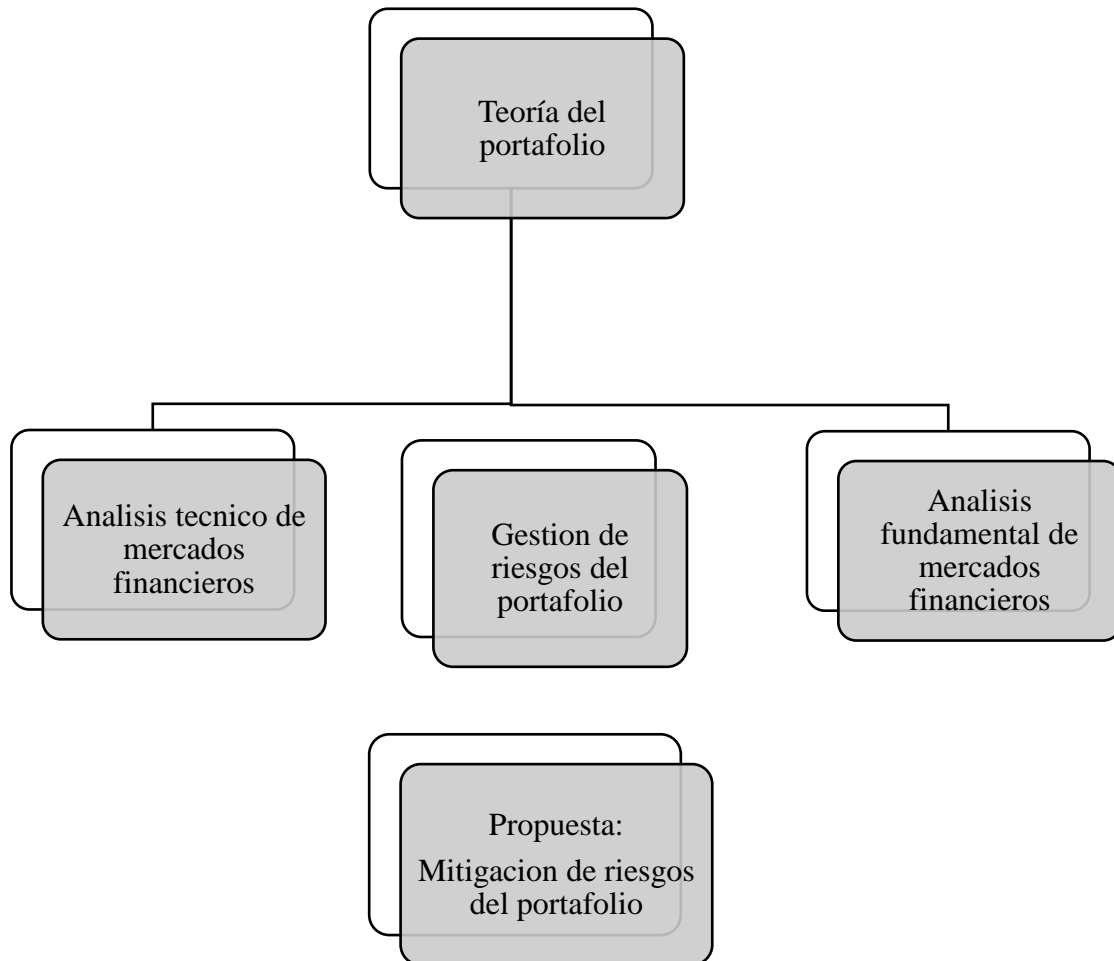 Teoría del
portafolio
Analisis tecnico de
mercados
financieros
Gestion de
riesgos del
portafolio
Analisis
fundamental de
mercados
financieros
Propuesta:
Mitigacion de riesgos
del portafolio